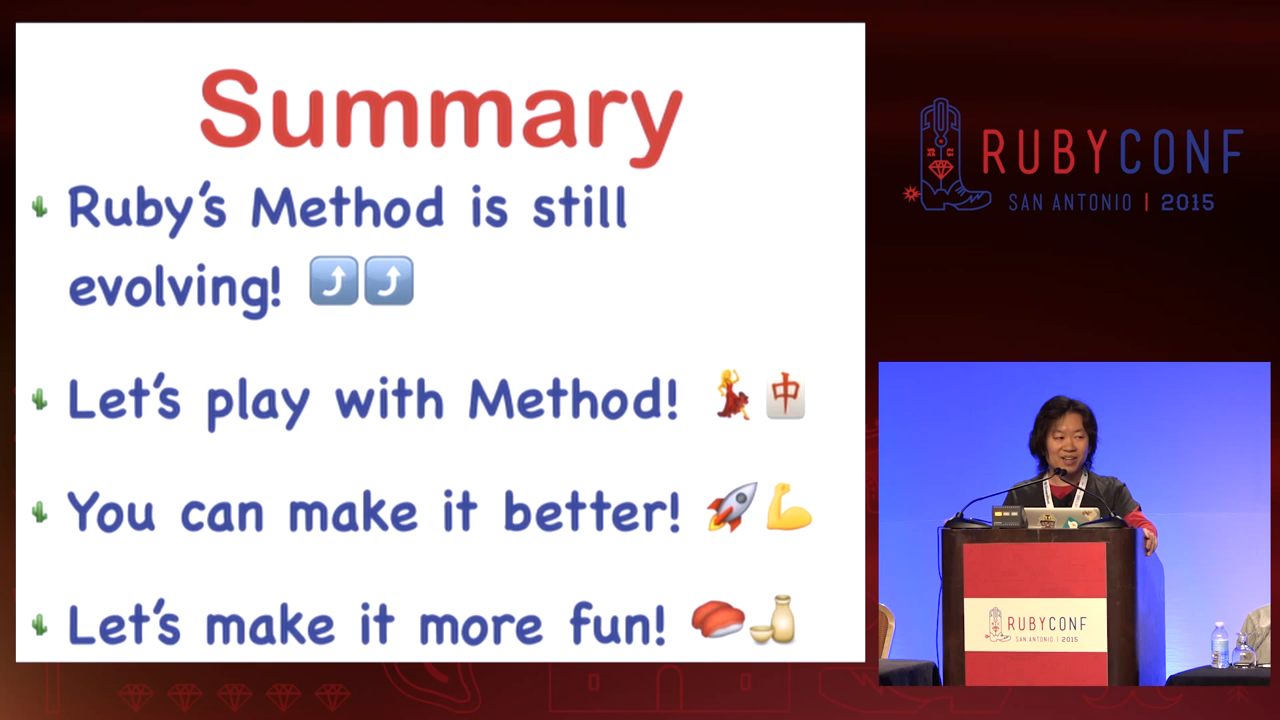 Summary
Ruby's Method is still
evolving! ⤴️⤴️
Let's play with Method! 💃🀄
You can make it better! 🚀💪
Let's make it more fun! 🍣🍶
RUBYCONF
SAN ANTONIO | 2015
RUBYCONF
SAN ANTONIO | 2015